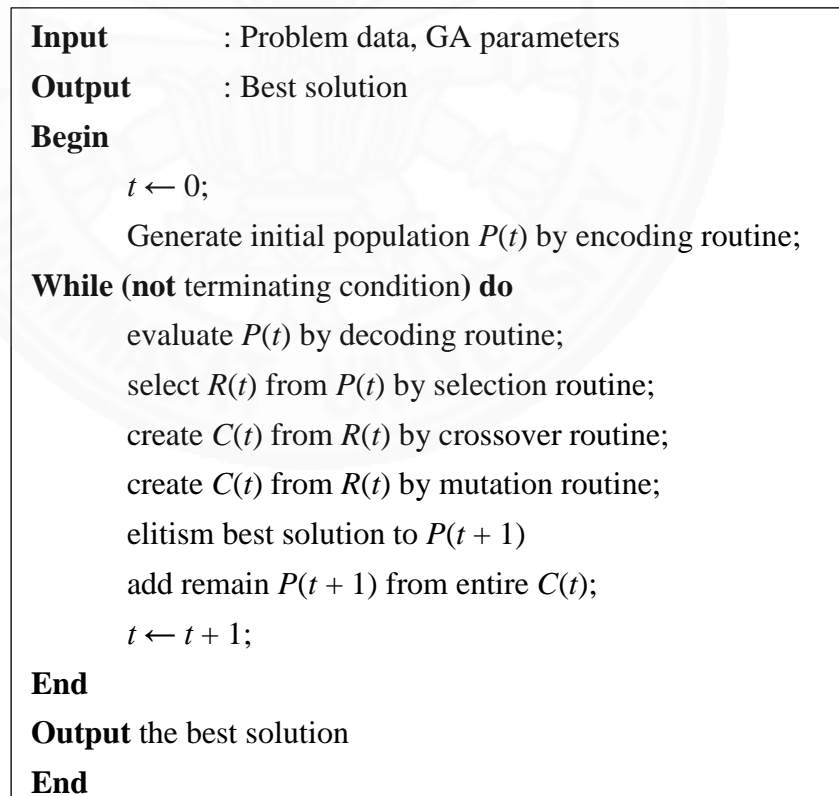 Input : Problem data, GA parameters
Output : Best solution
Begin
t ← 0;
Generate initial population P(t) by encoding routine;
While (not terminating condition) do
evaluate P(t) by decoding routine;
select R(t) from P(t) by selection routine;
create C(t) from R(t) by crossover routine;
create C(t) from R(t) by mutation routine;
elitism best solution to P(t + 1)
add remain P(t + 1) from entire C(t);
t ← t + 1;
End
Output the best solution
End